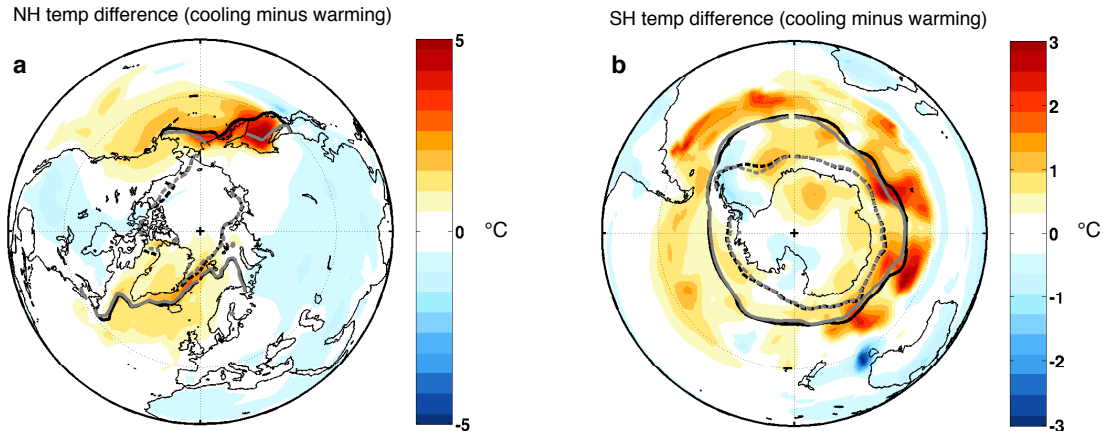 NH temp difference (cooling minus warming)
SH temp difference (cooling minus warming)
a
5
0
-5
°C
b
3
2
1
0
-1
-2
-3
°C